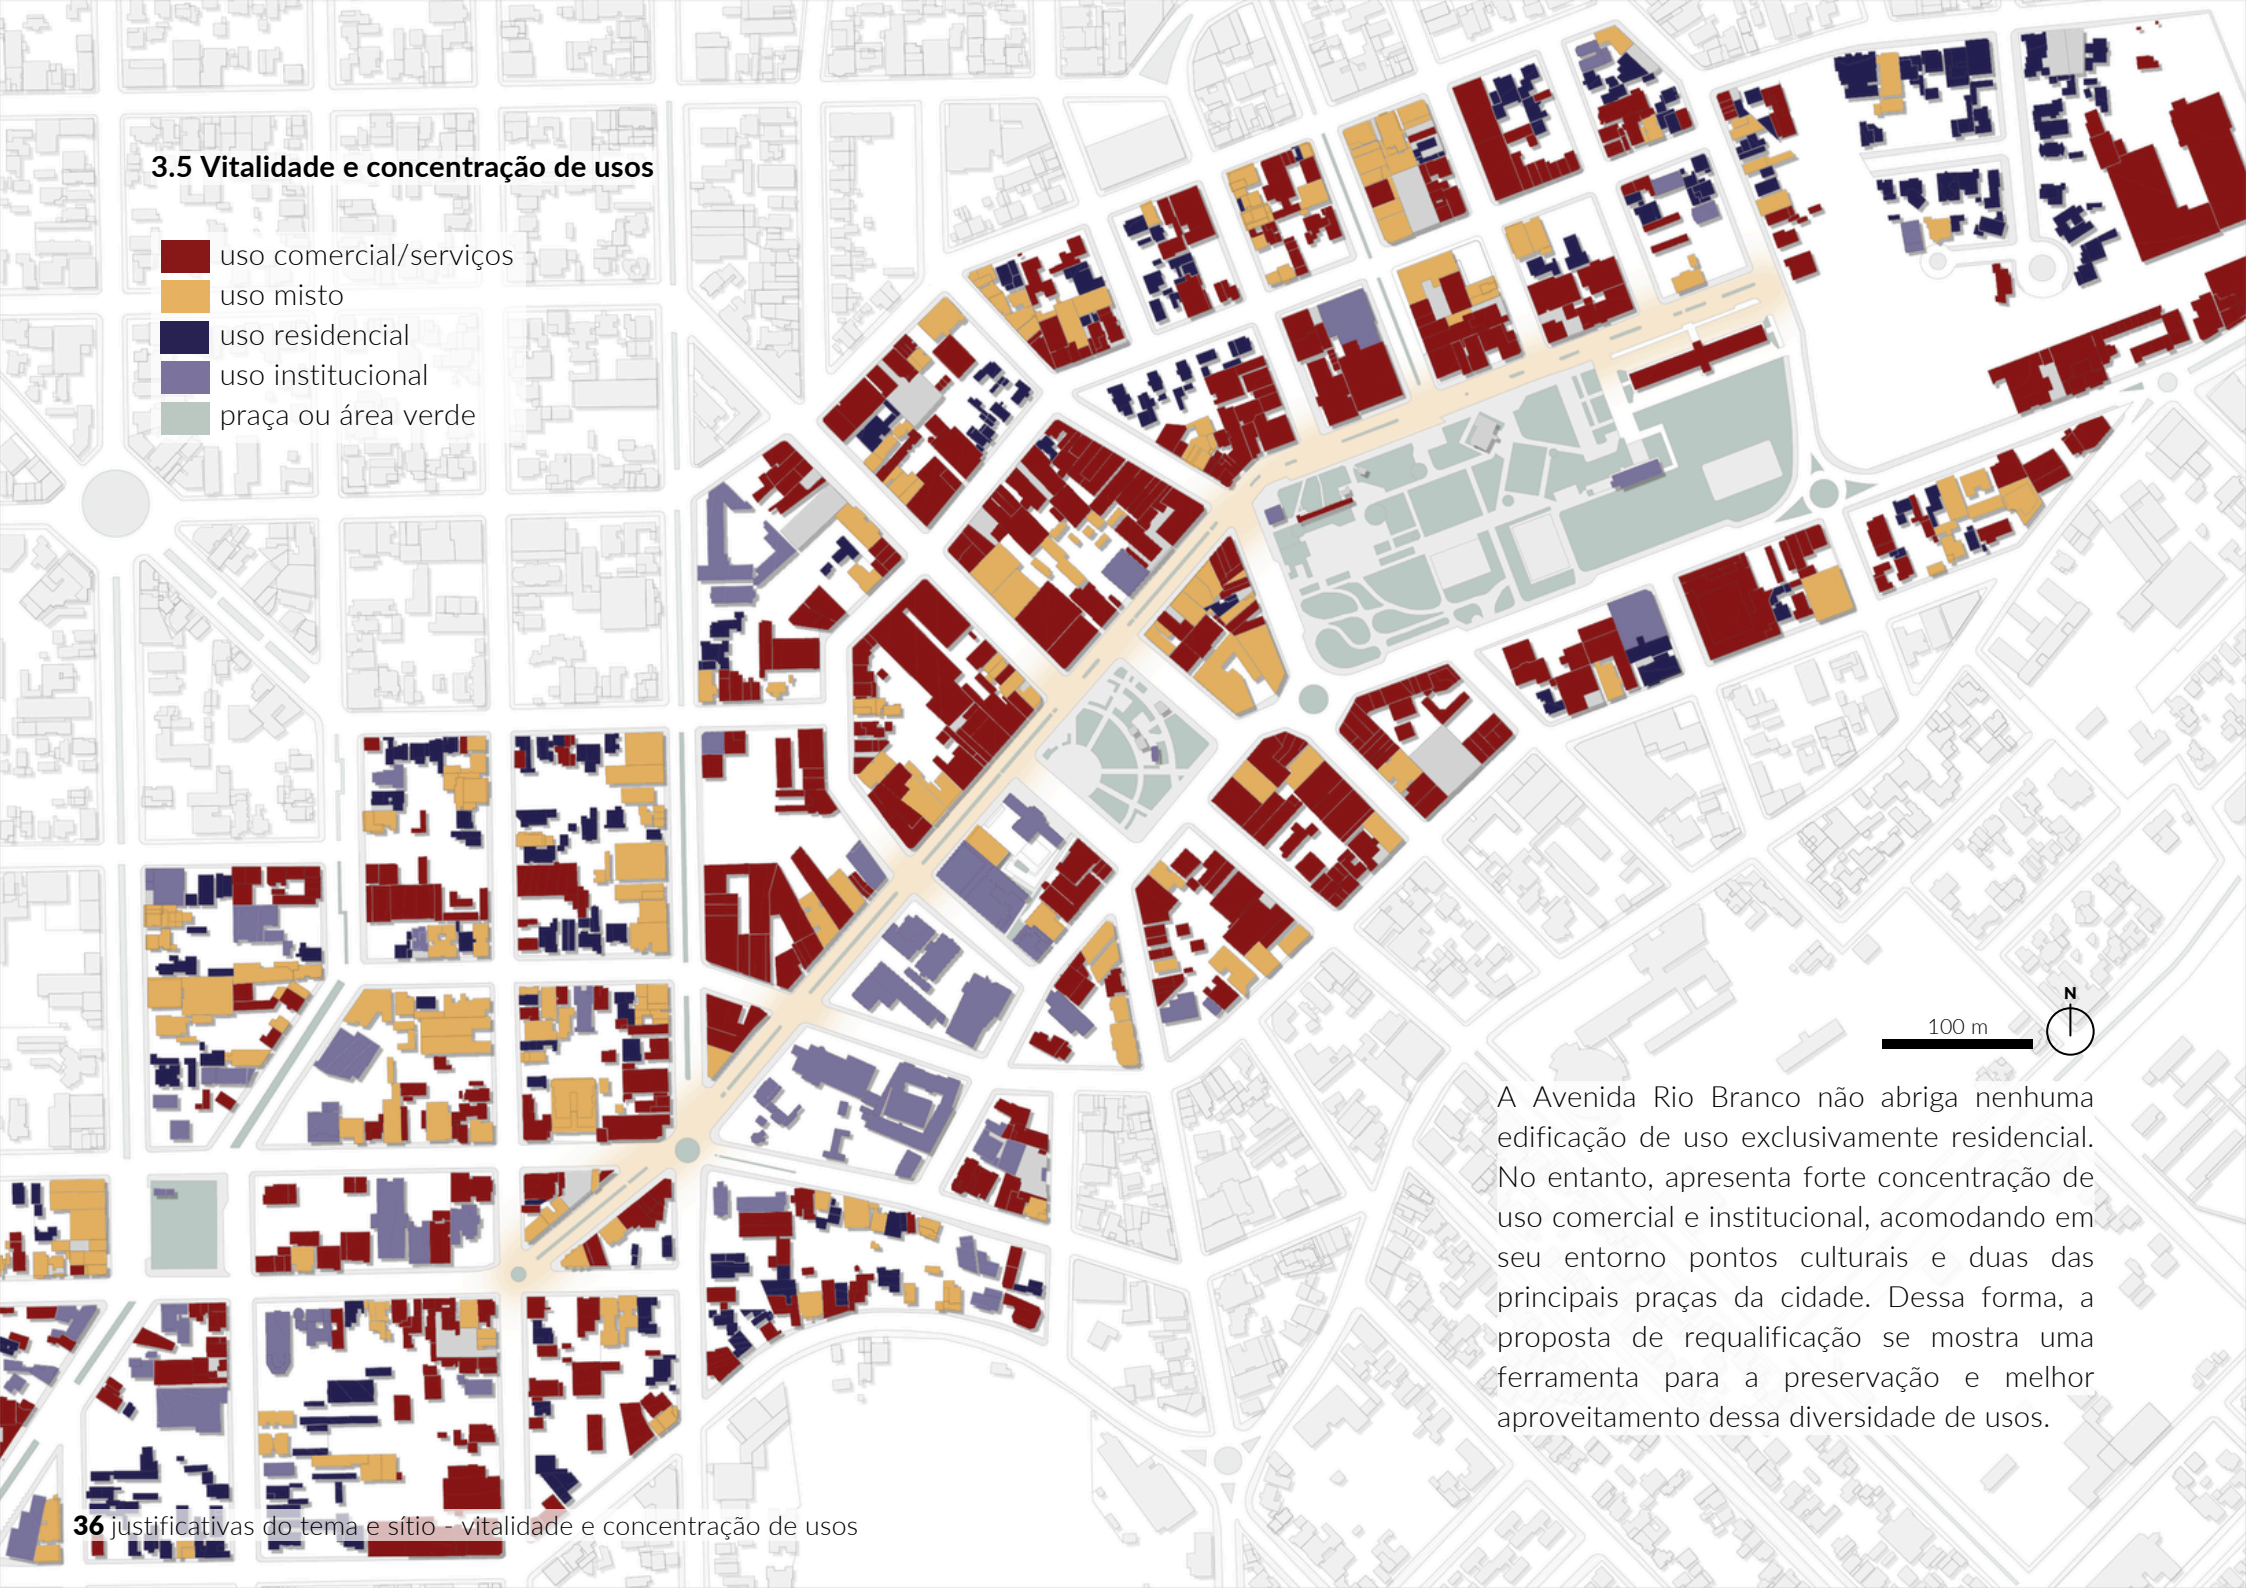 3.5 Vitalidade e concentração de usos
uso comercial/serviços
uso misto
uso residencial
uso institucional
praça ou área verde
N
100 m
A Avenida Rio Branco não abriga nenhuma
edificação de uso exclusivamente residencial.
No entanto, apresenta forte concentração de
uso comercial e institucional, acomodando em
seu entorno pontos culturais e duas das
principais praças da cidade. Dessa forma, a
proposta de requalificação se mostra uma
ferramenta para a preservação e melhor
aproveitamento dessa diversidade de usos.
36 justificativas do tema e sítio - vitalidade e concentração de usos